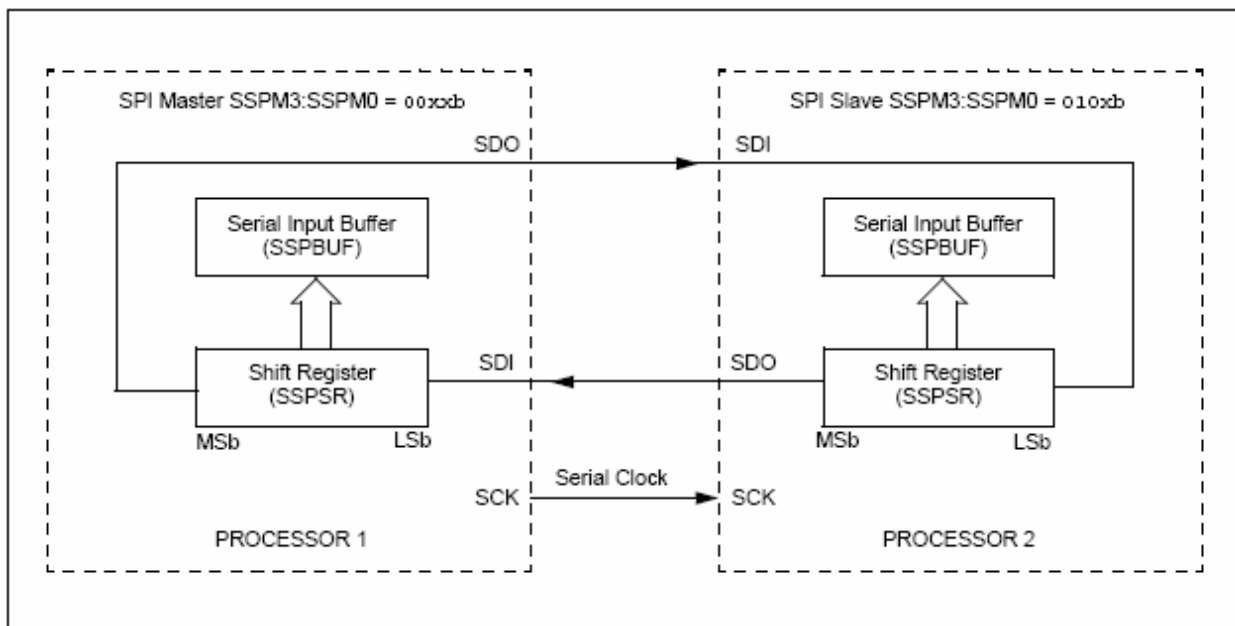 SPI Master SSPM3:SSPM0 = 00xxb
SPI Slave SSPM3:SSPM0 = 010xb
SDO
SDI
Serial Input Buffer
(SSPBUF)
Serial Input Buffer
(SSPBUF)
SDI
SDO
Shift Register
(SSPSR)
Shift Register
(SSPSR)
MSb
LSb
MSb
LSb
Serial Clock
SCK
SCK
PROCESSOR 1
PROCESSOR 2